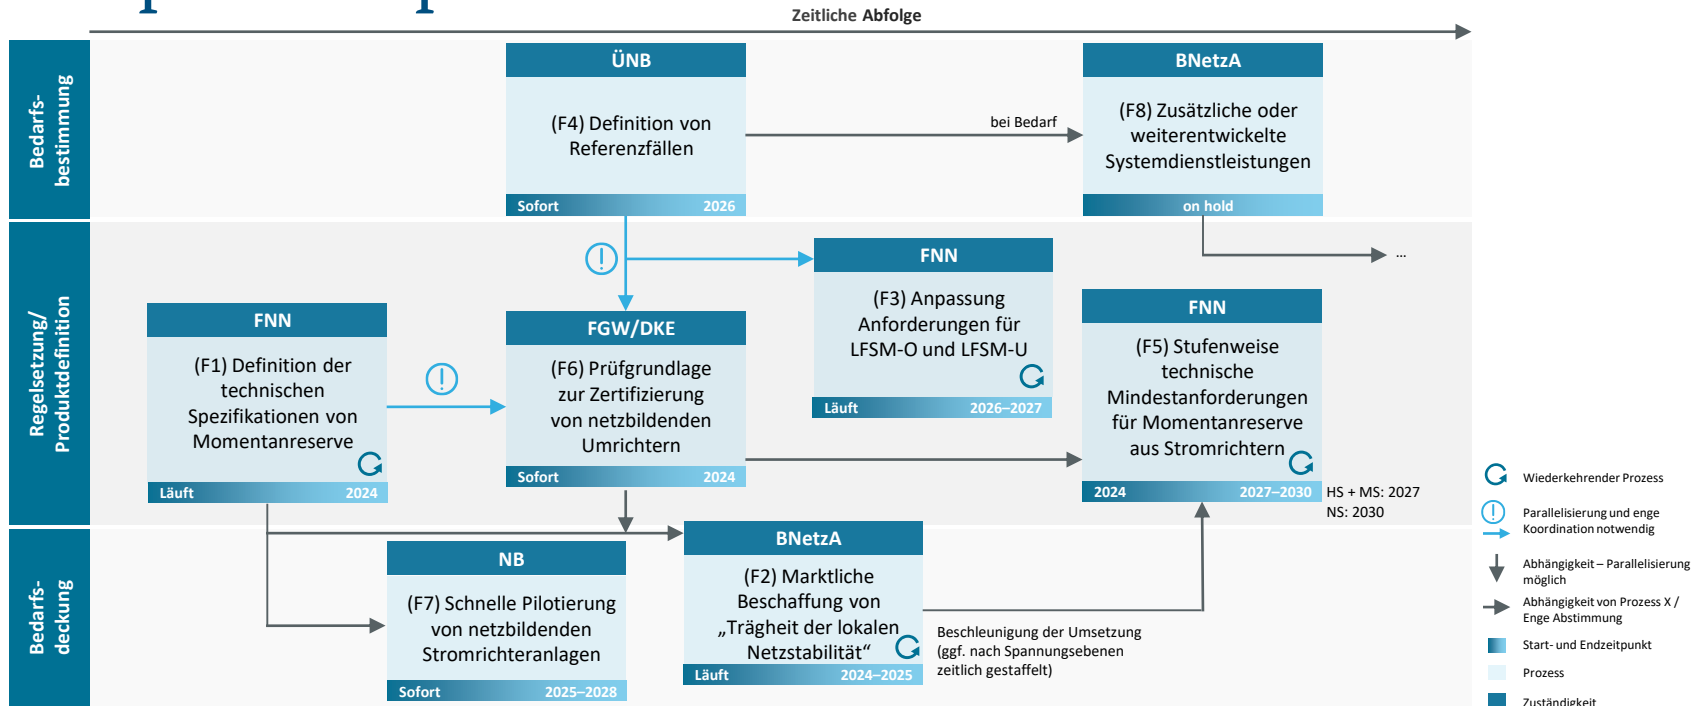 Zeitliche Abfolge
Bedarfs-
bestimmung
ÜNB
(F4) Definition von
Referenzfällen
Sofort 2026
bei Bedarf
BNetzA
(F8) Zusätzliche oder
weiterentwickelte
Systemdienstleistungen
on hold
...
Regelsetzung/
Produktdefinition
FNN
(F1) Definition der
technischen
Spezifikationen von
Momentanreserve
Läuft 2024
FGW/DKE
(F6) Prüfgrundlage
zur Zertifizierung
von netzbildenden
Umrichtern
Sofort 2024
FNN
(F3) Anpassung
Anforderungen für
LFSM-O und LFSM-U
Läuft 2026–2027
FNN
(F5) Stufenweise
technische
Mindestanforderungen
für Momentanreserve
aus Stromrichtern
2024 2027–2030
HS + MS: 2027
NS: 2030
Bedarfs-
deckung
NB
(F7) Schnelle Pilotierung
von netzbildenden
Stromrichteranlagen
Sofort 2025–2028
BNetzA
(F2) Marktliche
Beschaffung von
„Trägheit der lokalen
Netzstabilität“
Läuft 2024–2025
Beschleunigung der Umsetzung
(ggf. nach Spannungsebenen
zeitlich gestaffelt)
Wiederkehrender Prozess
Parallelisierung und enge
Koordination notwendig
Abhängigkeit – Parallelisierung
möglich
Abhängigkeit von Prozess X /
Enge Abstimmung
Start- und Endzeitpunkt
Prozess
Zuständigkeit